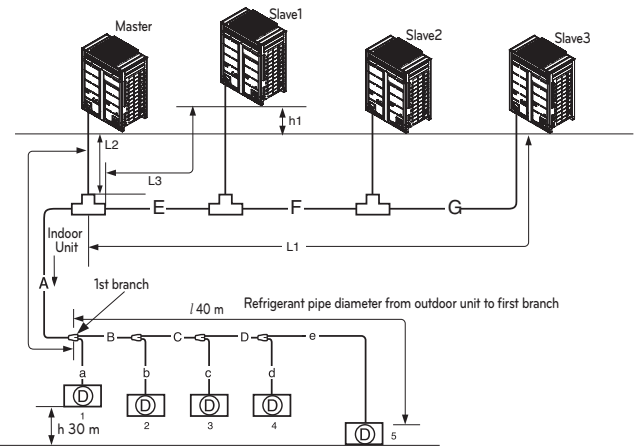 Master
Slave1
Slave2
Slave3
h1
L2
L3
E
F
G
L1
Indoor
Unit
A
1st branch
l 40 m
Refrigerant pipe diameter from outdoor unit to first branch
B
C
D
e
a
b
c
d
D
D
D
D
D
1
2
3
4
5
h 30 m